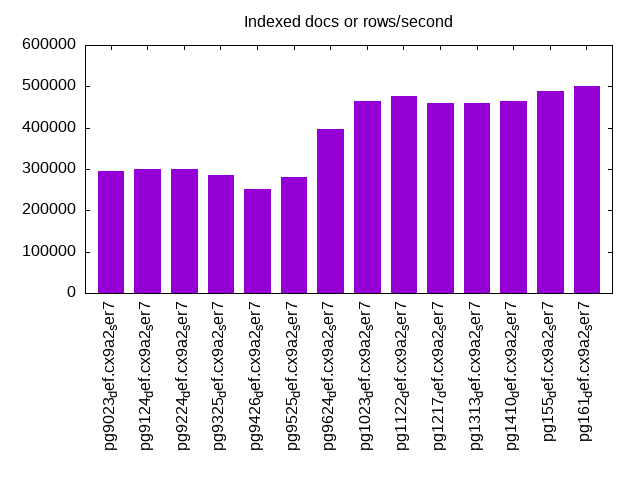 Indexed docs or rows/second
600000
500000
400000
300000
200000
100000
0
pg9023def.cx9a2ser7
pg9124def.cx9a2ser7
pg9224def.cx9a2ser7
pg9325def.cx9a2ser7
pg9426def.cx9a2ser7
pg9525def.cx9a2ser7
pg9624def.cx9a2ser7
pg1023def.cx9a2ser7
pg1122def.cx9a2ser7
pg1217def.cx9a2ser7
pg1313def.cx9a2ser7
pg1410def.cx9a2ser7
pg155def.cx9a2ser7
pg161def.cx9a2ser7